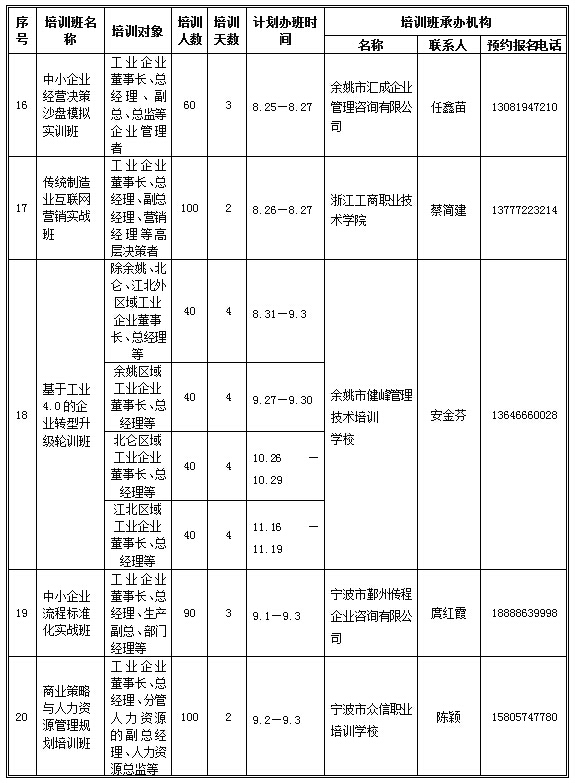 序号
培训班名称
培训对象
培训人数
培训天数
计划办班时间
培训班承办机构
名称
联系人
预约报名电话
16
中小企业
经营决策
沙盘模拟
实训班
工业企业
董事长、总
经理、副
总、总监等
企业管理
者
60
3
8.25—8.27
余姚市汇成企业
管理咨询有限公
司
任鑫苗
13081947210
17
传统制造
业互联网
营销实战
班
工业企业
董事长、总
经理、副总
经理、营销
经理等高
层决策者
100
2
8.26—8.27
浙江工商职业技
术学院
蔡简建
13777223214
18
基于工业
4.0的企
业转型升
级轮训班
除余姚、北
仑、江北外
区域工业
企业董事
长、总经理
等
40
4
8.31—9.3
余姚区域
工业企业
董事长、总
经理等
40
4
9.27—9.30
北仑区域
工业企业
董事长、总
经理等
40
4
10.26 —
10.29
江北区域
工业企业
董事长、总
经理等
40
4
11.16 —
11.19
余姚市健峰管理
技术培训
学校
安金芬
13646660028
19
中小企业
流程标准
化实战班
工业企业
董事长、总
经理、生产
副总、部门
经理等
90
3
9.1—9.3
宁波市鄞州传程
企业咨询有限公
司
席红霞
18888639998
20
商业策略
与人力资
源管理规
划培训班
工业企业
董事长、总
经理、分管
人力资源
的副总经
理、人力资
源总监等
100
2
9.2—9.3
宁波市众信职业
培训学校
陈颖
15805747780